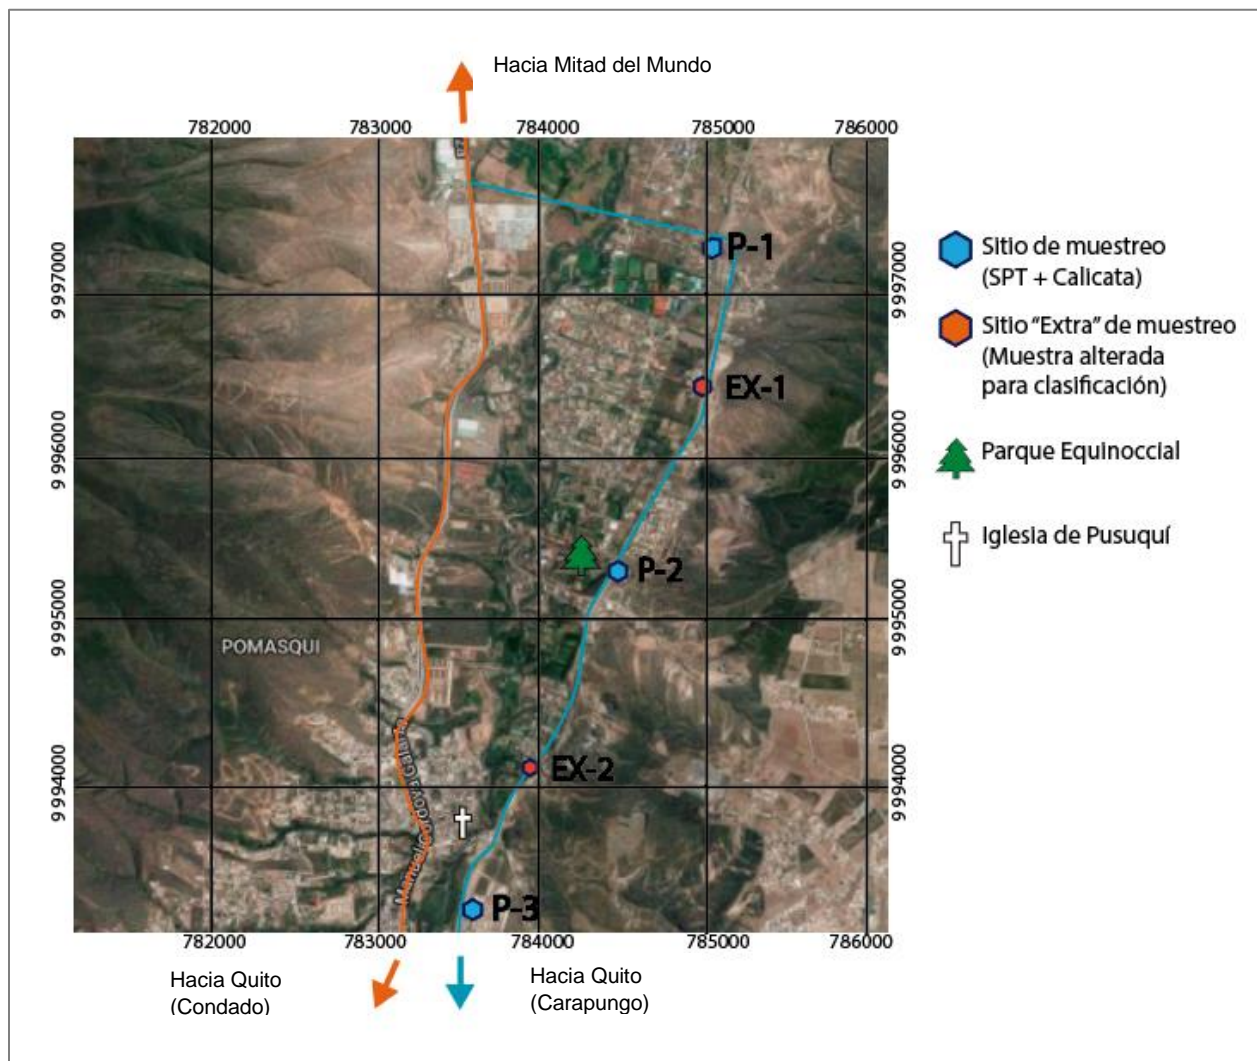 Hacia Mitad del Mundo
782000
783000
784000
785000
786000
P-1
9997000
9997000
EX-1
9996000
9996000
P-2
9995000
9995000
POMASQUI
EX-2
9994000
9994000
P-3
782000
783000
784000
785000
786000
Hacia Quito
(Condado)
Hacia Quito
(Carapungo)
Sitio de muestreo
(SPT + Calicata)
Sitio “Extra” de muestreo
(Muestra alterada
para clasificación)
Parque Equinoccial
Iglesia de Pusuquí